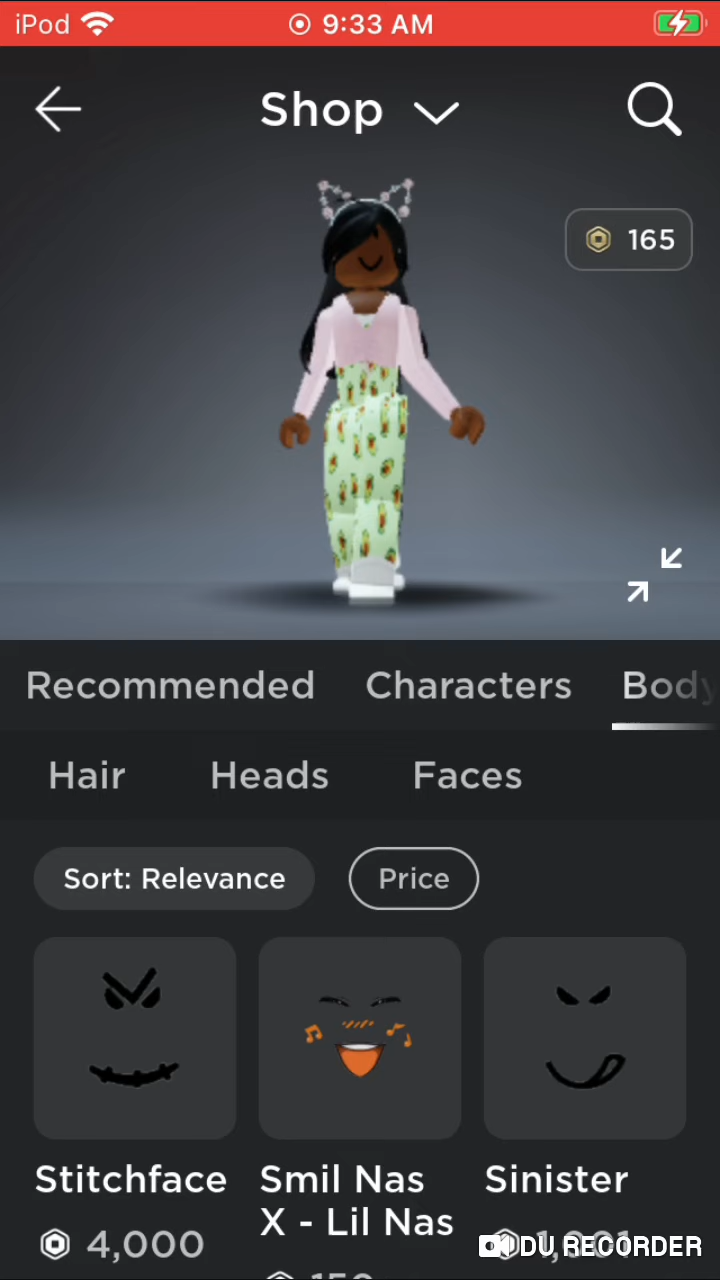 iPod 9:33 AM
Shop
165
Recommended Characters Body
Hair Heads Faces
Sort: Relevance Price
Stitchface Smil Nas X - Lil Nas Sinister
4,000
DU RECORDER